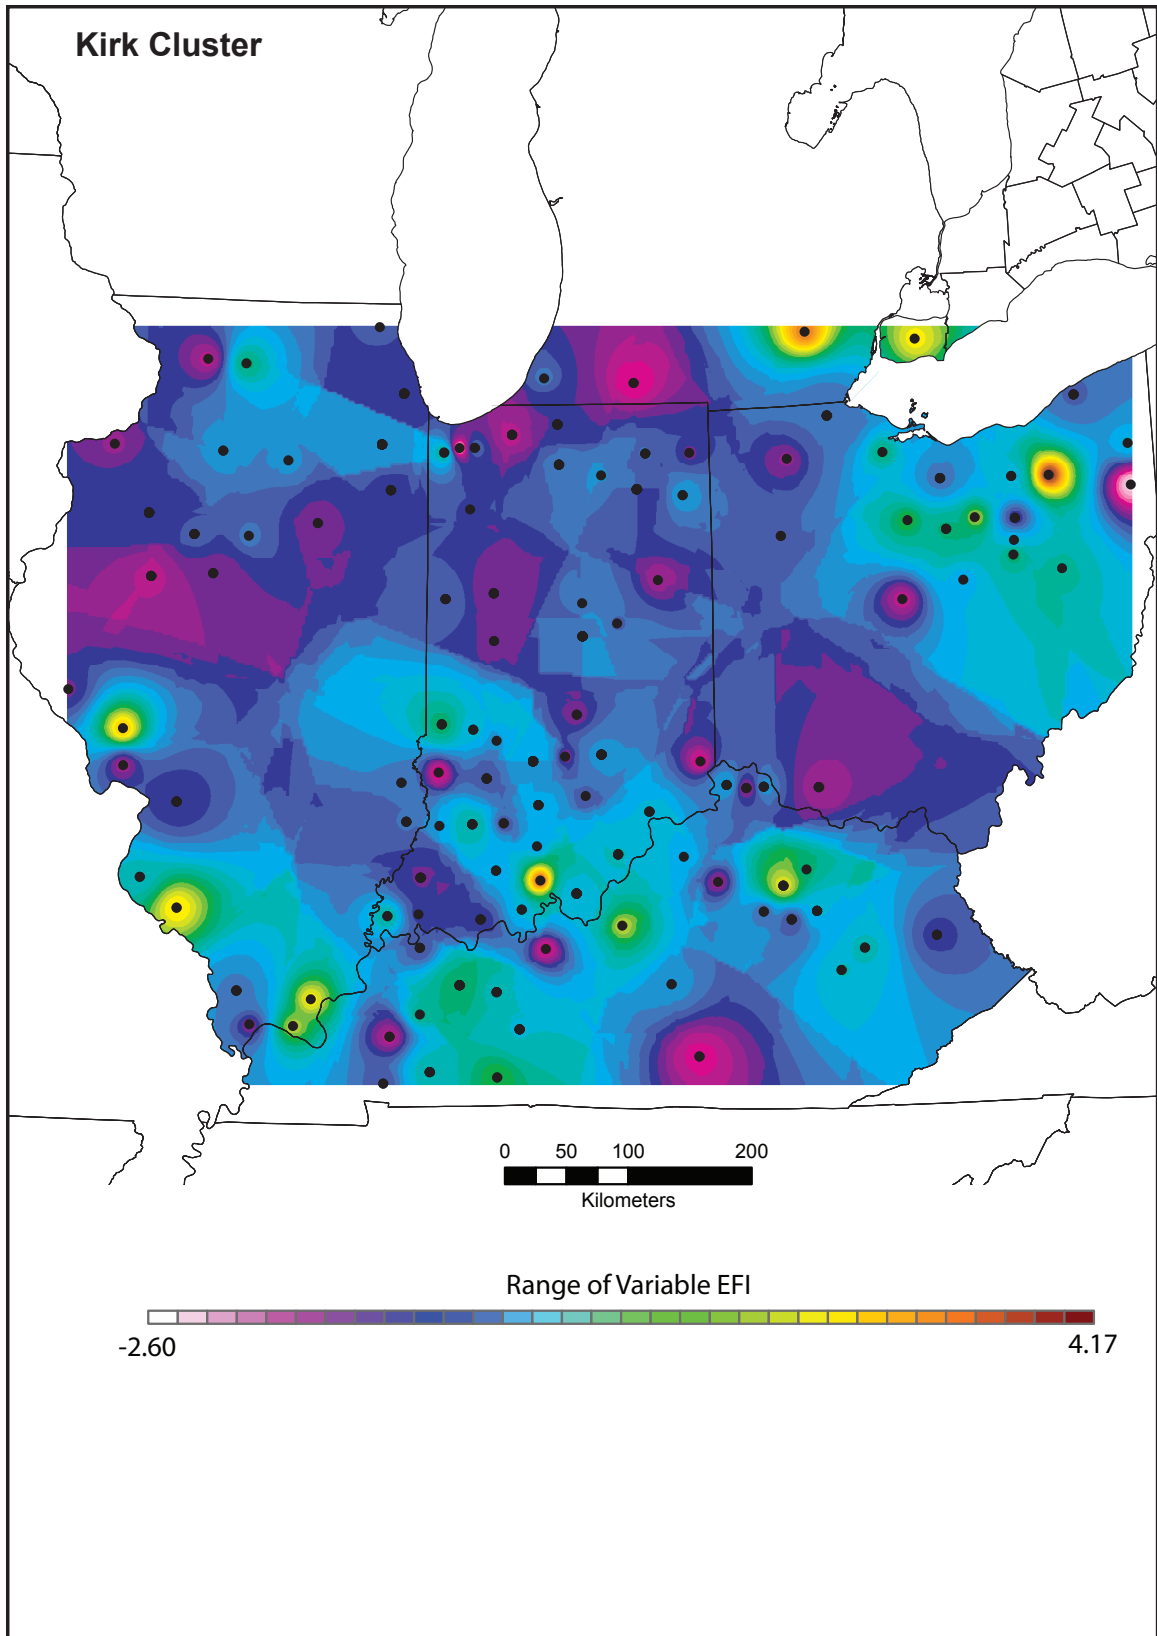 Kirk Cluster
0 50 100 200
Kilometers
Range of Variable EFI
-2.60 4.17